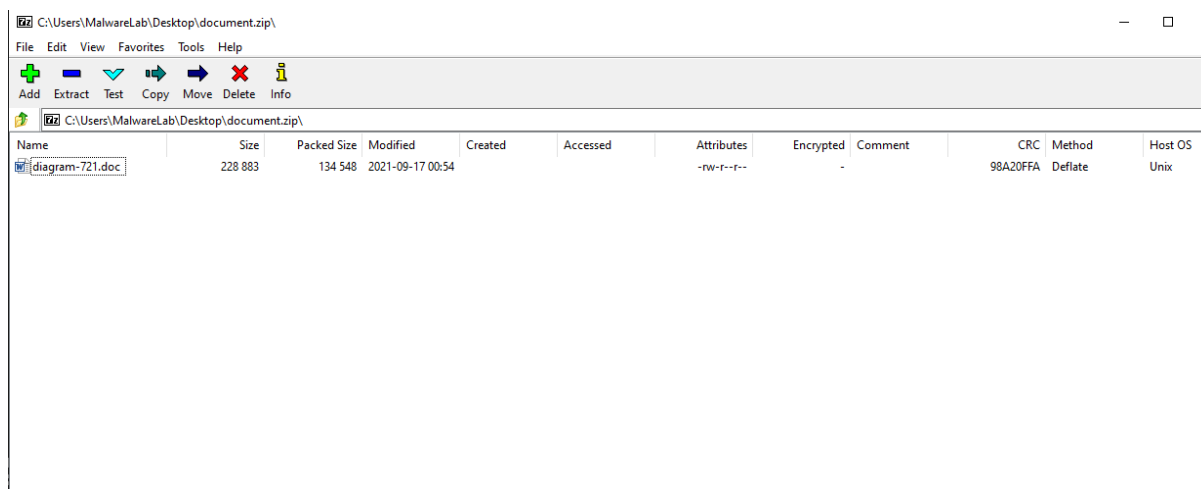 C:\Users\MalwareLab\Desktop\document.zip\
File Edit View Favorites Tools Help
Add Extract Test Copy Move Delete Info
C:\Users\MalwareLab\Desktop\document.zip\
Name Size Packed Size Modified Created Accessed Attributes Encrypted Comment CRC Method Host OS
diagram-721.doc 228 883 134 548 2021-09-17 00:54 -rw-r--r-- - 98A20FFA Deflate Unix